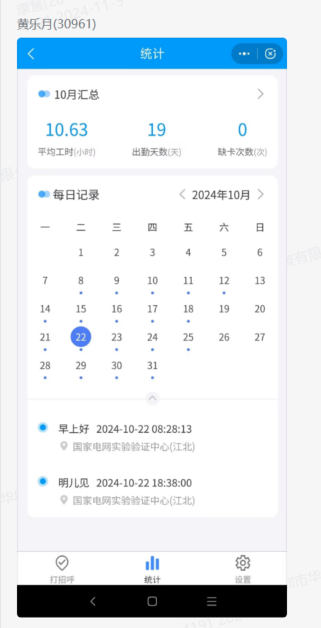 黄乐月(30961)
统计
10月汇总
10.63 19 0
平均工时(小时) 出勤天数(天) 缺卡次数(次)
每日记录 2024年10月
一 二 三 四 五 六 日
1 2 3 4 5 6
7 8 9 10 11 12 13
14 15 16 17 18 19 20
21 22 23 24 25 26 27
28 29 30 31
早上好 2024-10-22 08:28:13
国家电网实验验证中心(江北)
明儿见 2024-10-22 18:38:00
国家电网实验验证中心(江北)
打招呼 统计 设置